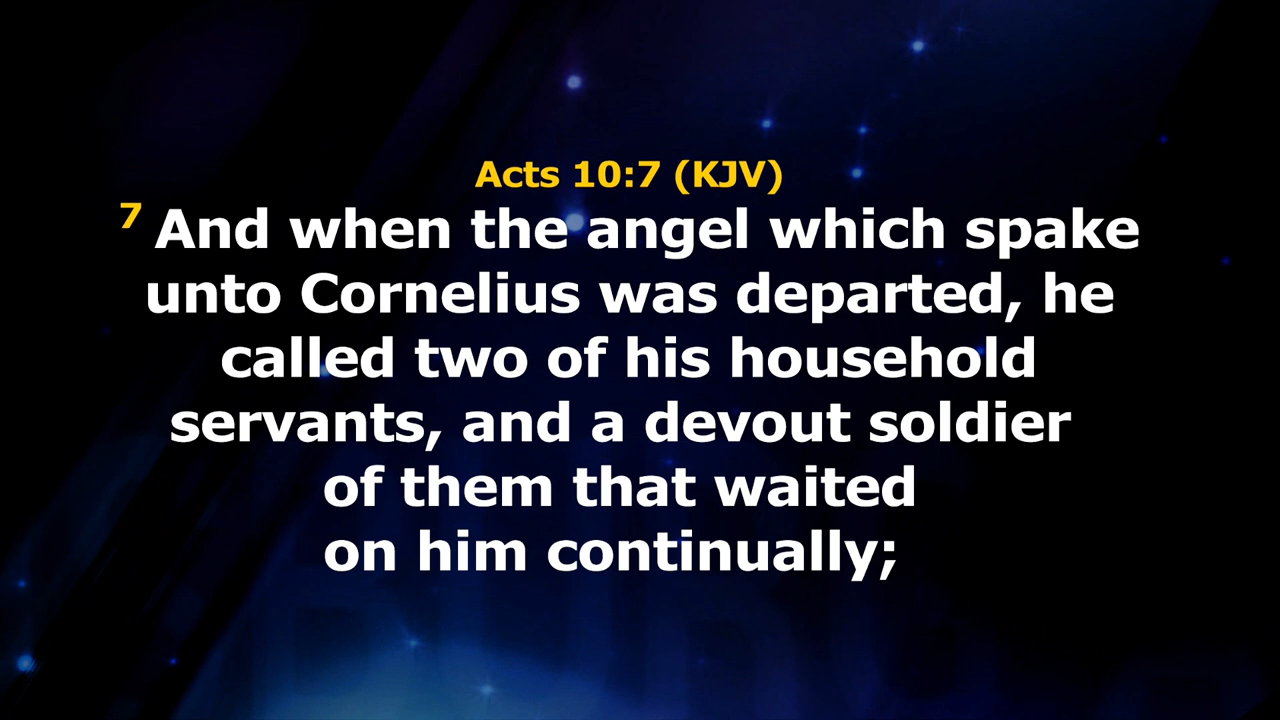 Acts 10:7 (KJV)
7 And when the angel which spake
unto Cornelius was departed, he
called two of his household
servants, and a devout soldier
of them that waited
on him continually;